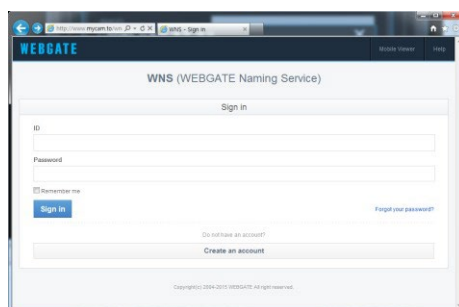 http://www.mycam.to/wn
WNS - Sign in
WEBGATE
Mobile Viewer
Help
WNS (WEBGATE Naming Service)
Sign in
ID
Password
Remember me
Sign in
Forgot your password?
Do not have an account?
Create an account
Copyright(c) 2004-2015 WEBGATE All right reserved.